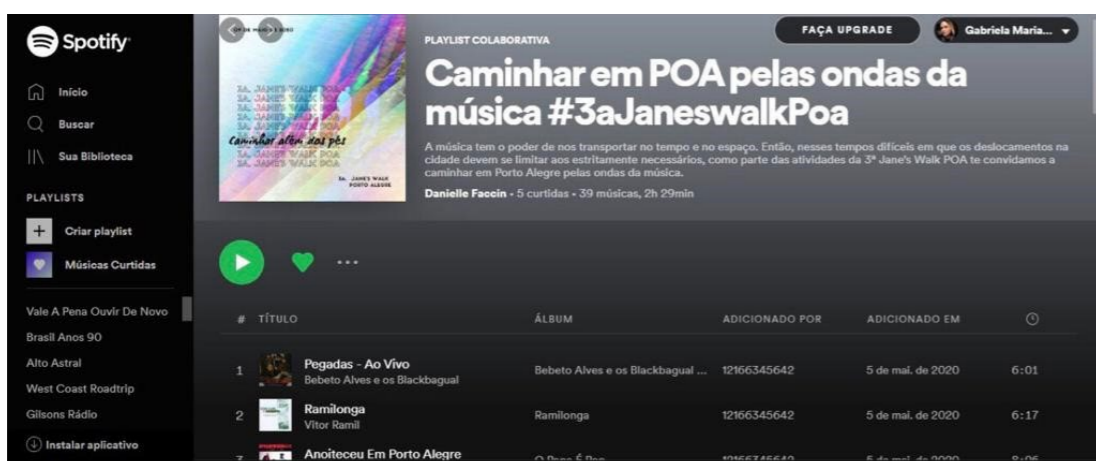 Spotify
Início
Buscar
Sua Biblioteca
PLAYLISTS
Criar playlist
Músicas Curtidas
Vale A Pena Ouvir De Novo
Brasil Anos 90
Alto Astral
West Coast Roadtrip
Gilsons Rádio
Instalar aplicativo
FAÇA UPGRADE
Gabriela Maria...
3A. JANE'S WALK POA
Caminhar além dos pés
3A. JANE'S WALK
PORTO ALEGRE
PLAYLIST COLABORATIVA
Caminhar em POA pelas ondas da
música #3aJaneswalkPoa
A música tem o poder de nos transportar no tempo e no espaço. Então, nesses tempos difíceis em que os deslocamentos na
cidade devem se limitar aos estritamente necessários, como parte das atividades da 3ª Jane's Walk POA te convidamos a
caminhar em Porto Alegre pelas ondas da música.
Danielle Faccin • 5 curtidas • 39 músicas, 2h 29min
# TÍTULO ÁLBUM ADICIONADO POR ADICIONADO EM
1 Pegadas - Ao Vivo Bebeto Alves e os Blackbagual ... 12166345642 5 de mai. de 2020 6:01
Bebeto Alves e os Blackbagual
2 Ramilonga Ramilonga 12166345642 5 de mai. de 2020 6:17
Vitor Ramil
Anoiteceu Em Porto Alegre